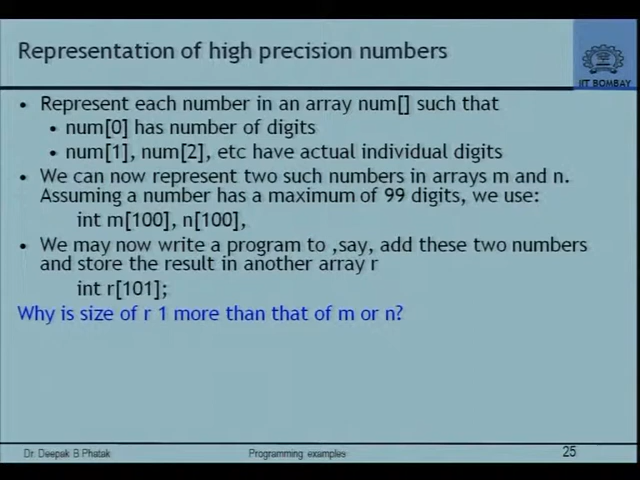 Representation of high precision numbers
IIT BOMBAY
• Represent each number in an array num[] such that
• num[0] has number of digits
• num[1], num[2], etc have actual individual digits
• We can now represent two such numbers in arrays m and n.
Assuming a number has a maximum of 99 digits, we use:
int m[100], n[100],
• We may now write a program to ,say, add these two numbers
and store the result in another array r
int r[101];
Why is size of r 1 more than that of m or n?
Dr. Deepak B Phatak
Programming examples
25